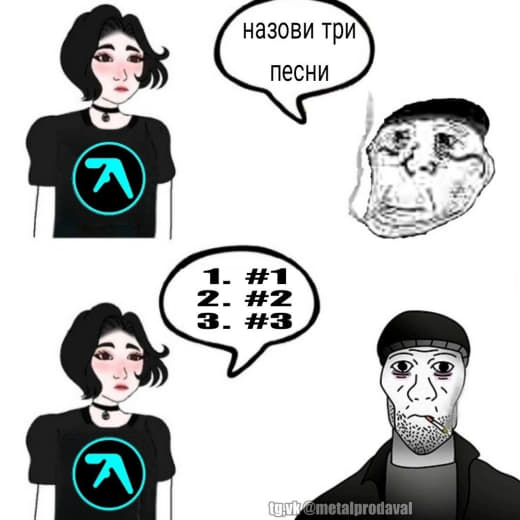 назови три
песни
1. #1
2. #2
3. #3
tg,vk @metalprodaval